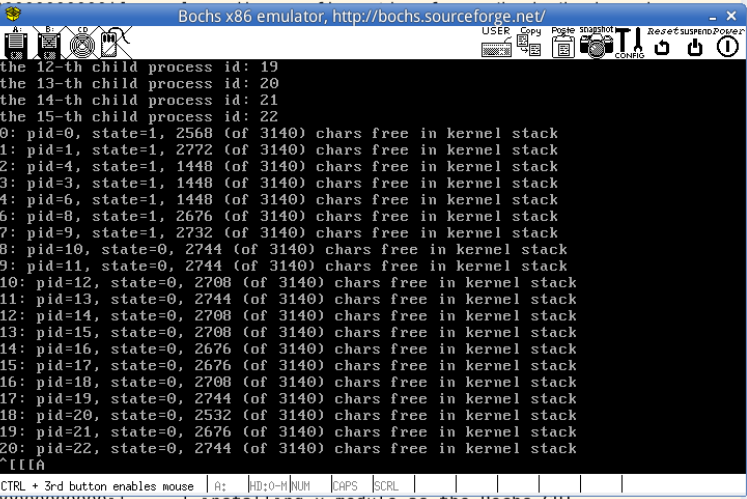 Bochs x86 emulator, http://bochs.sourceforge.net/
A: B: CD USER Copy Paste snapshot CONFIG Reset SUSPEND Power
the 12-th child process id: 19
the 13-th child process id: 20
the 14-th child process id: 21
the 15-th child process id: 22
0: pid=0, state=1, 2568 (of 3140) chars free in kernel stack
1: pid=1, state=1, 2772 (of 3140) chars free in kernel stack
2: pid=4, state=1, 1448 (of 3140) chars free in kernel stack
3: pid=3, state=1, 1448 (of 3140) chars free in kernel stack
4: pid=6, state=1, 1448 (of 3140) chars free in kernel stack
6: pid=8, state=1, 2676 (of 3140) chars free in kernel stack
7: pid=9, state=1, 2732 (of 3140) chars free in kernel stack
8: pid=10, state=0, 2744 (of 3140) chars free in kernel stack
9: pid=11, state=0, 2744 (of 3140) chars free in kernel stack
10: pid=12, state=0, 2708 (of 3140) chars free in kernel stack
11: pid=13, state=0, 2744 (of 3140) chars free in kernel stack
12: pid=14, state=0, 2708 (of 3140) chars free in kernel stack
13: pid=15, state=0, 2708 (of 3140) chars free in kernel stack
14: pid=16, state=0, 2676 (of 3140) chars free in kernel stack
15: pid=17, state=0, 2676 (of 3140) chars free in kernel stack
16: pid=18, state=0, 2708 (of 3140) chars free in kernel stack
17: pid=19, state=0, 2744 (of 3140) chars free in kernel stack
18: pid=20, state=0, 2532 (of 3140) chars free in kernel stack
19: pid=21, state=0, 2676 (of 3140) chars free in kernel stack
20: pid=22, state=0, 2744 (of 3140) chars free in kernel stack
^[[[A
CTRL + 3rd button enables mouse A: HD:0-M NUM CAPS SCRL